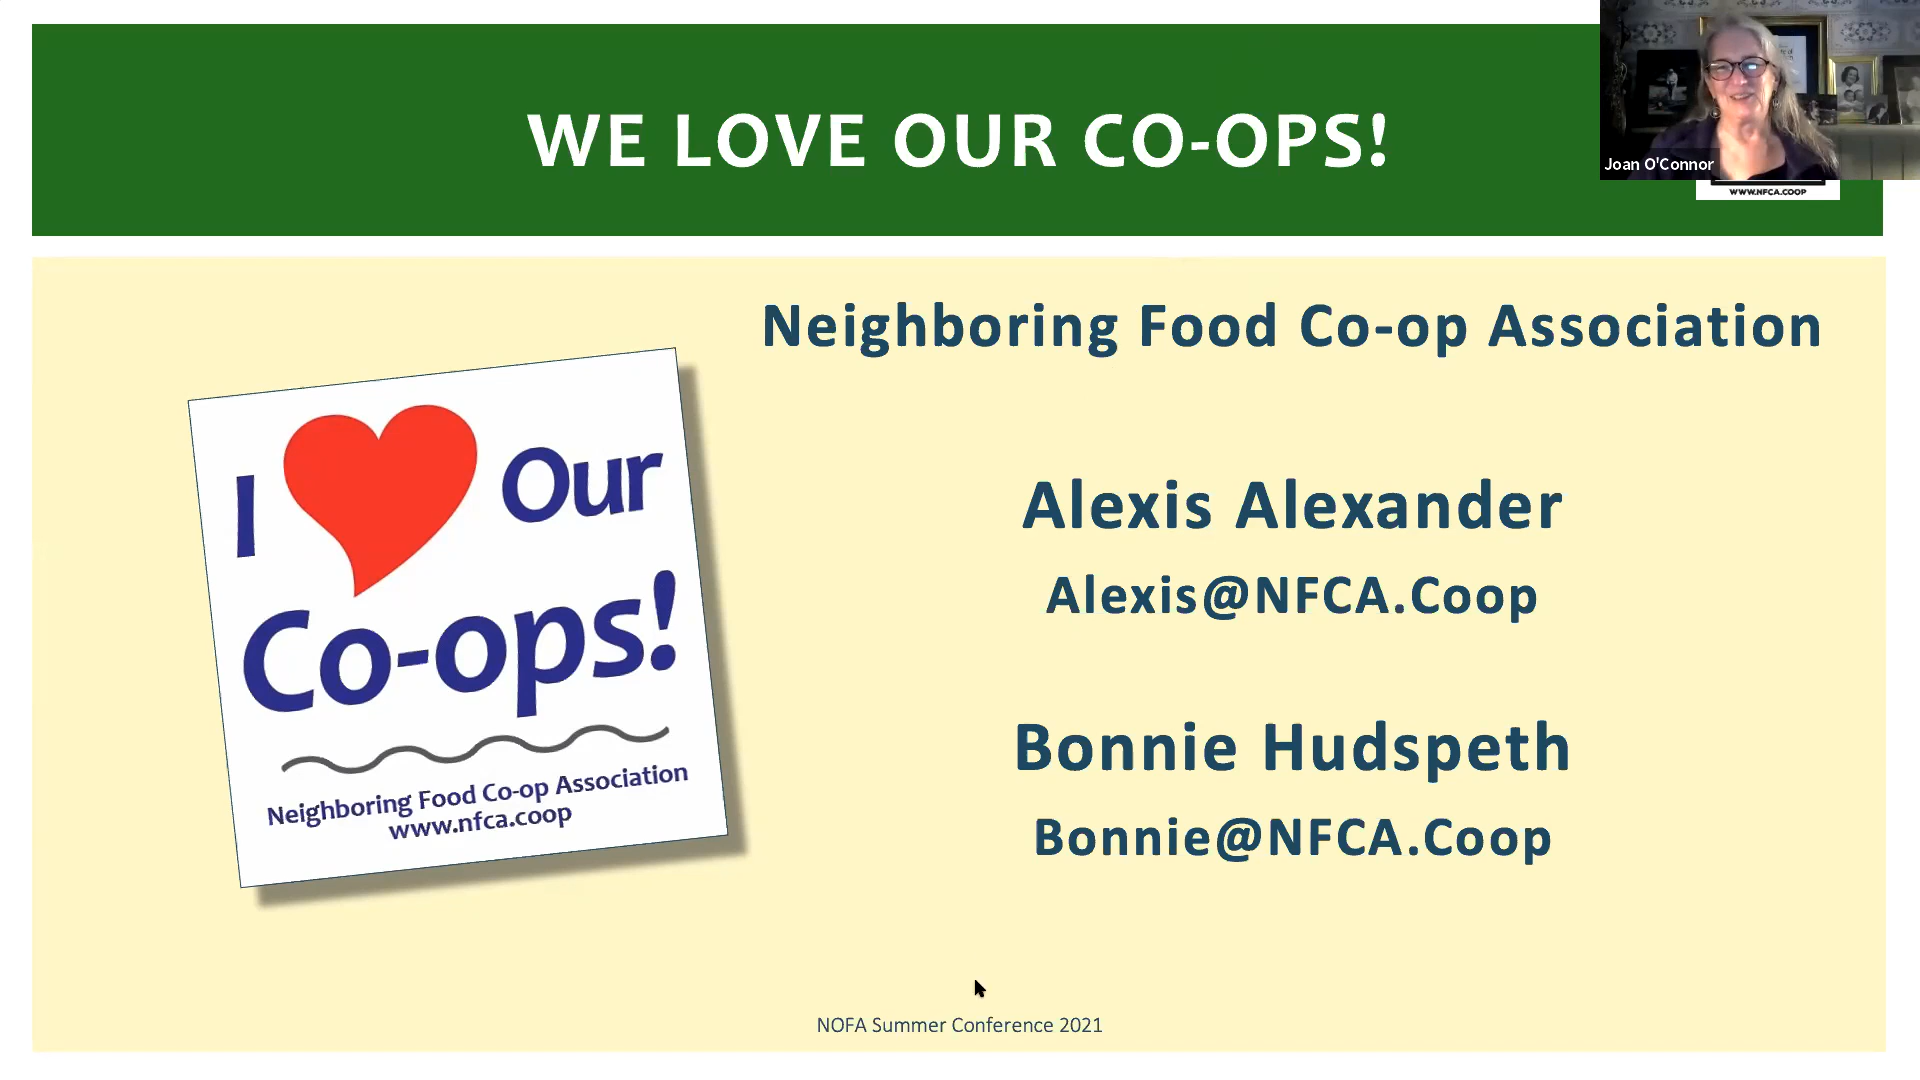 WE LOVE OUR CO-OPS!
Joan O'Connor
WWW.NFCA.COOP
Neighboring Food Co-op Association
I Our
Co-ops!
Neighboring Food Co-op Association
www.nfca.coop
Alexis Alexander
Alexis@NFCA.Coop
Bonnie Hudspeth
Bonnie@NFCA.Coop
NOFA Summer Conference 2021